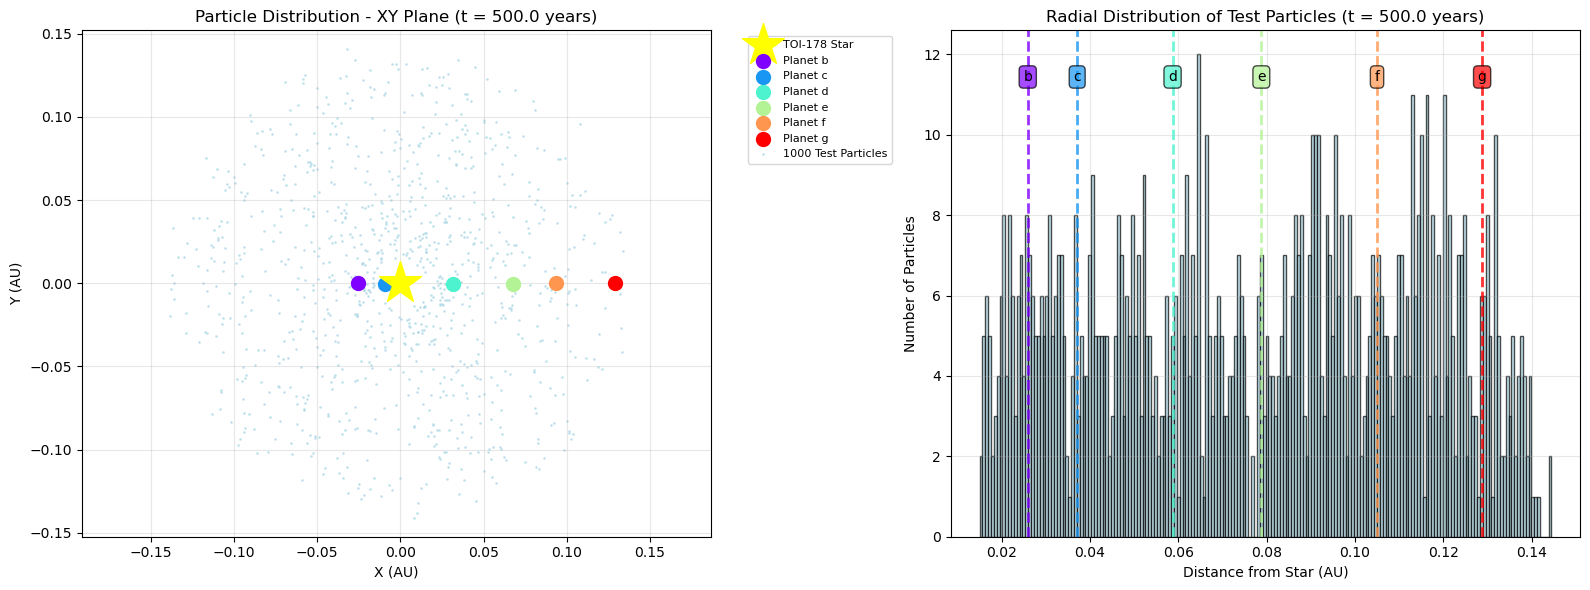 Particle Distribution - XY Plane (t = 500.0 years)
0.15
0.10
0.05
0.00
−0.05
−0.10
−0.15
Y (AU)
−0.15
−0.10
−0.05
0.00
0.05
0.10
0.15
X (AU)
TOI-178 Star
Planet b
Planet c
Planet d
Planet e
Planet f
Planet g
1000 Test Particles
Radial Distribution of Test Particles (t = 500.0 years)
b
c
d
e
f
g
12
10
8
6
4
2
0
Number of Particles
0.02
0.04
0.06
0.08
0.10
0.12
0.14
Distance from Star (AU)